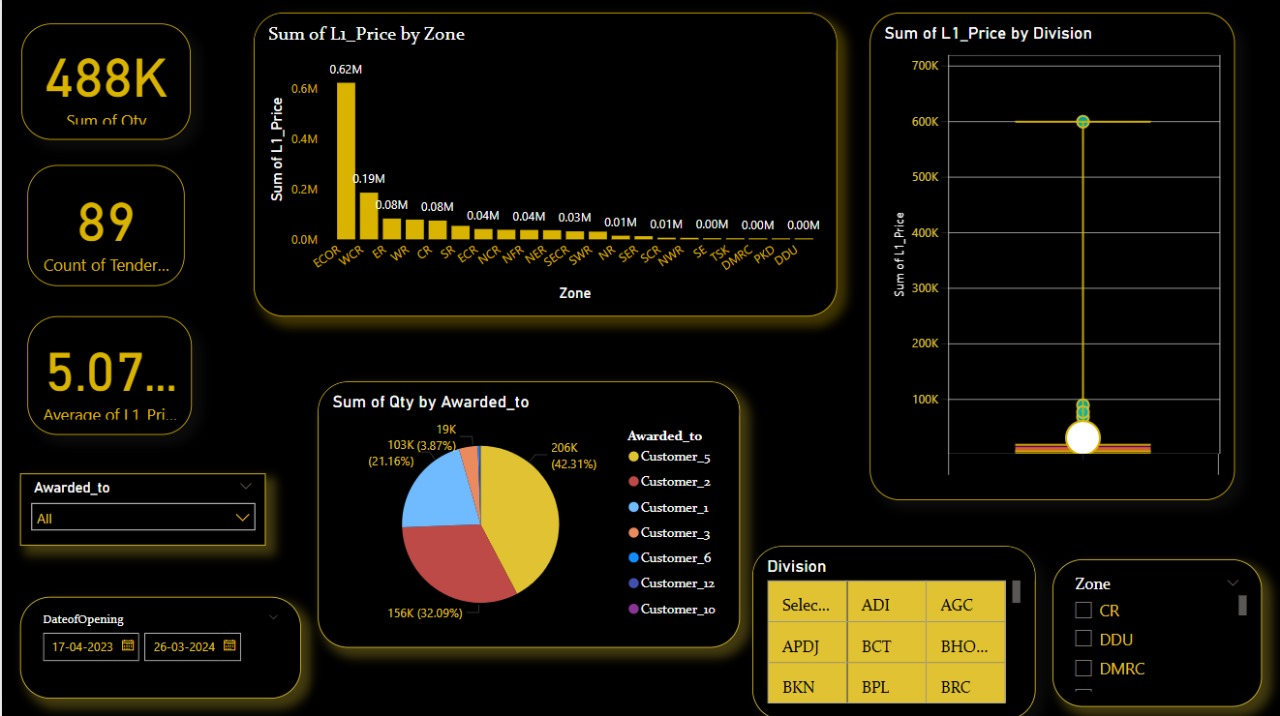 488K
Sum of Qty
89
Count of Tender...
5.07...
Average of L1_Pri...
Awarded_to
All
DateofOpening
17-04-2023 26-03-2024
Sum of L1_Price by Zone
Sum of L1_Price
0.6M
0.4M
0.2M
0.0M
0.62M
0.19M
0.08M
0.08M
0.04M
0.04M
0.03M
0.01M
0.01M
0.00M
0.00M
0.00M
ECOR
WCR
ER
WR
CR
SR
ECR
NCR
NFR
NER
SECR
SWR
NR
SER
SCR
NWR
SE
TSK
DMRC
PKD
DDU
Zone
Sum of Qty by Awarded_to
19K
(3.87%)
103K
(21.16%)
206K
(42.31%)
156K (32.09%)
Awarded_to
Customer_5
Customer_2
Customer_1
Customer_3
Customer_6
Customer_12
Customer_10
Sum of L1_Price by Division
Sum of L1_Price
700K
600K
500K
400K
300K
200K
100K
Division
Selec... ADI AGC
APDJ BCT BHO...
BKN BPL BRC
Zone
CR
DDU
DMRC